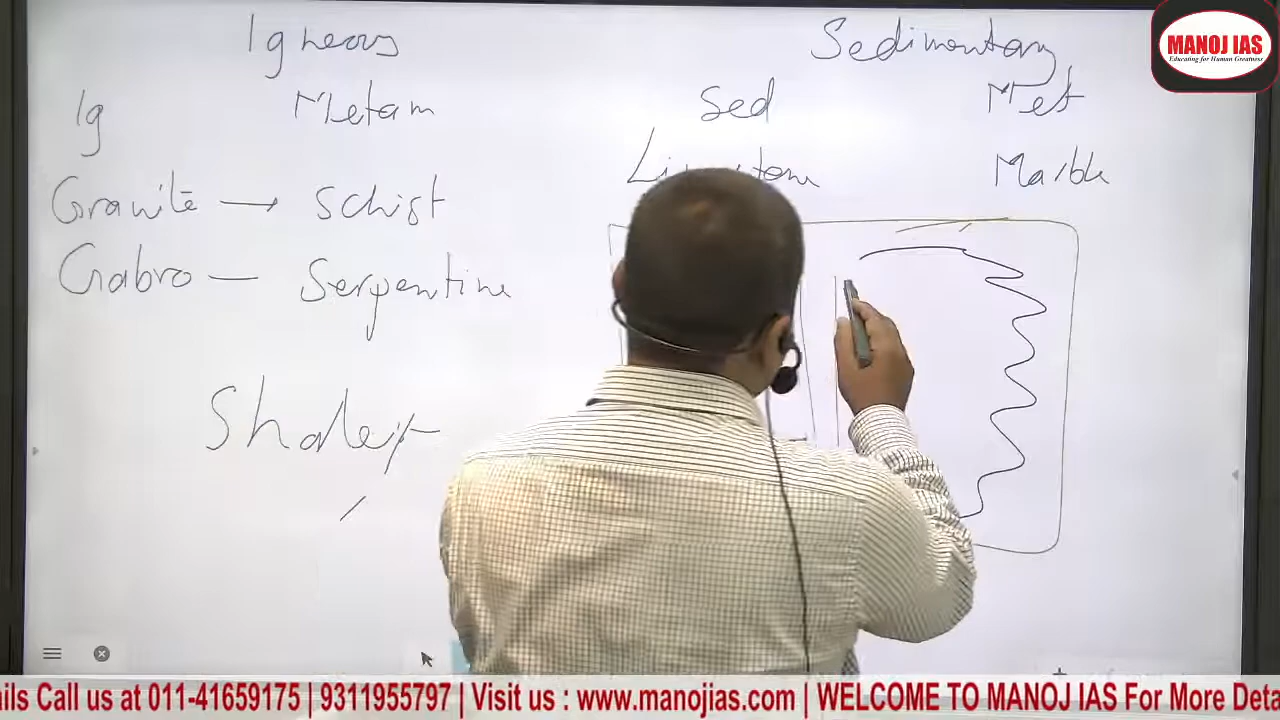 Igneous
Sedimentary
Ig
Metam
Sed
Met
Marble
Granite → Schist
Gabro — Serpentine
Shale
MANOJ IAS
Educating for Human Greatness
ils Call us at 011-41659175 | 9311955797 | Visit us : www.manojias.com | WELCOME TO MANOJ IAS For More Deta